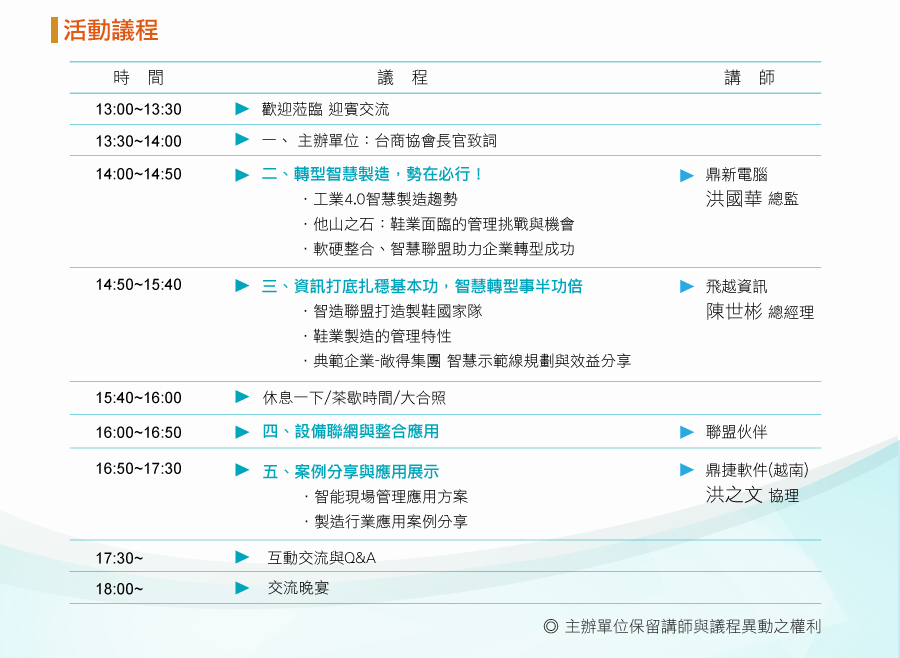 活動議程
時 間 議 程 講 師
13:00~13:30 ▶ 歡迎蒞臨 迎賓交流
13:30~14:00 ▶ 一、 主辦單位：台商協會長官致詞
14:00~14:50 ▶ 二、轉型智慧製造，勢在必行！ ▶ 鼎新電腦
．工業4.0智慧製造趨勢 洪國華 總監
．他山之石：鞋業面臨的管理挑戰與機會
．軟硬整合、智慧聯盟助力企業轉型成功
14:50~15:40 ▶ 三、資訊打底扎穩基本功，智慧轉型事半功倍 ▶ 飛越資訊
．智造聯盟打造製鞋國家隊 陳世彬 總經理
．鞋業製造的管理特性
．典範企業-敞得集團 智慧示範線規劃與效益分享
15:40~16:00 ▶ 休息一下/茶歇時間/大合照
16:00~16:50 ▶ 四、設備聯網與整合應用 ▶ 聯盟伙伴
16:50~17:30 ▶ 五、案例分享與應用展示 ▶ 鼎捷軟件(越南)
．智能現場管理應用方案 洪之文 協理
．製造行業應用案例分享
17:30~ ▶ 互動交流與Q&A
18:00~ ▶ 交流晚宴
◎ 主辦單位保留講師與議程異動之權利